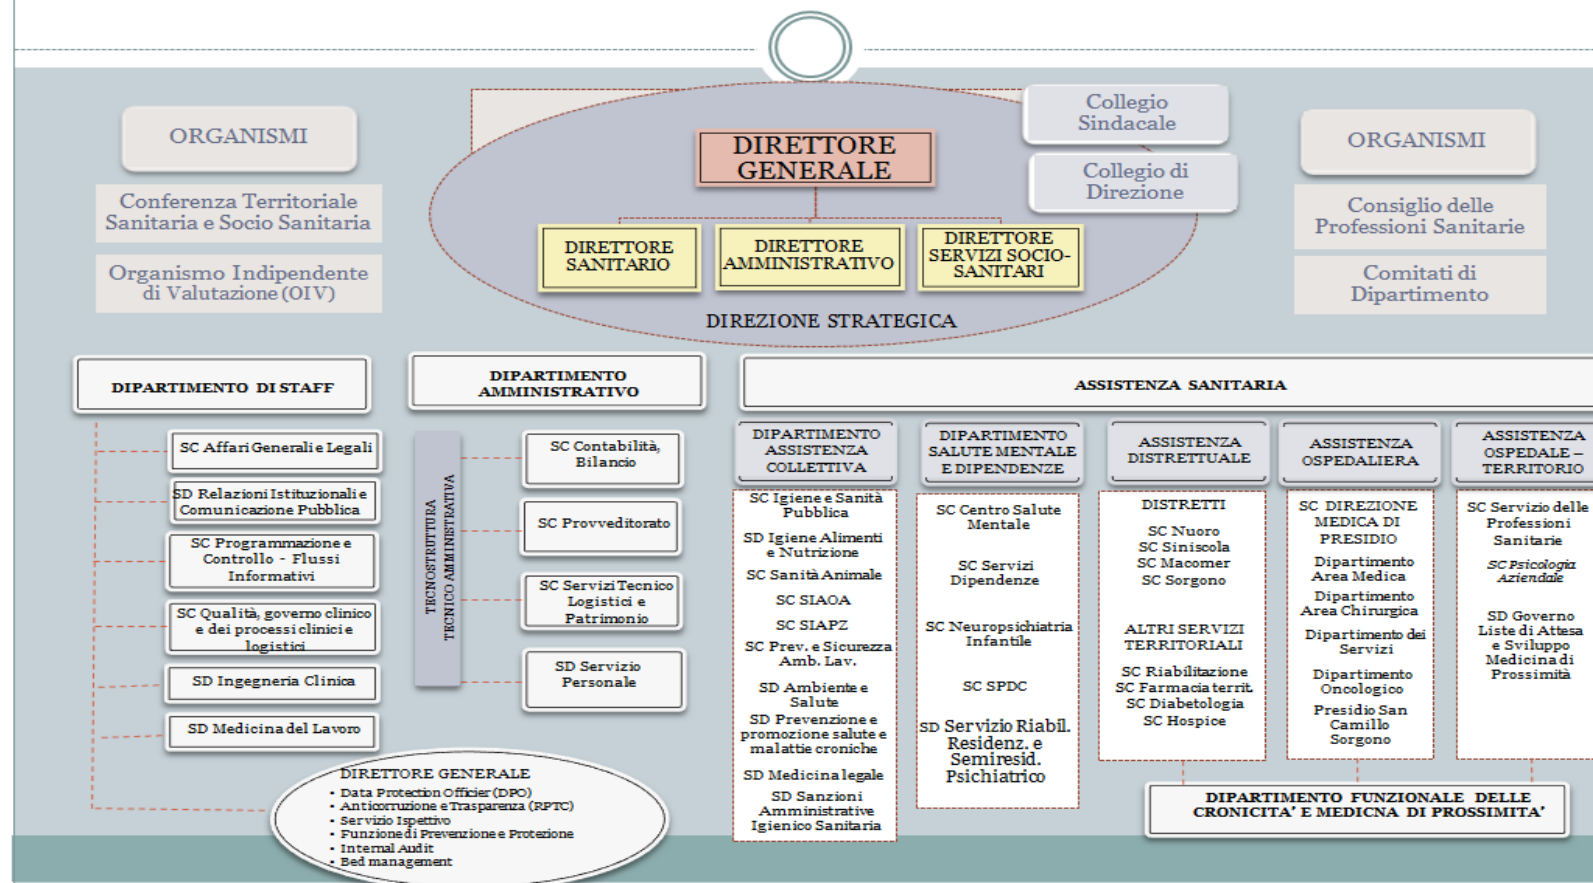 ORGANISMI
Conferenza Territoriale
Sanitaria e Socio Sanitaria
Organismo Indipendente
di Valutazione (OIV)
DIRETTORE
GENERALE
DIRETTORE
SANITARIO
DIRETTORE
AMMINISTRATIVO
DIRETTORE
SERVIZI SOCIO-
SANITARI
DIREZIONE STRATEGICA
Collegio
Sindacale
Collegio di
Direzione
ORGANISMI
Consiglio delle
Professioni Sanitarie
Comitati di
Dipartimento
DIPARTIMENTO DI STAFF
SC Affari Generali e Legali
SD Relazioni Istituzionali e
Comunicazione Pubblica
SC Programmazione e
Controllo - Flussi
Informativi
SC Qualità, governo clinico
e dei processi clinici e
logistici
SD Ingegneria Clinica
SD Medicina del Lavoro
DIRETTORE GENERALE
• Data Protection Officier (DPO)
• Anticorruzione e Trasparenza (RPTC)
• Servizio Ispettivo
• Funzione di Prevenzione e Protezione
• Internal Audit
• Bed management
DIPARTIMENTO
AMMINISTRATIVO
TECNOSTRUTTURA
TECNICO AMMINISTRATIVA
SC Contabilità,
Bilancio
SC Provveditorato
SC Servizi Tecnico
Logistici e
Patrimonio
SD Servizio
Personale
ASSISTENZA SANITARIA
DIPARTIMENTO
ASSISTENZA
COLLETTIVA
SC Igiene e Sanità
Pubblica
SD Igiene Alimenti
e Nutrizione
SC Sanità Animale
SC SIAOA
SC SIAPZ
SC Prev. e Sicurezza
Amb. Lav.
SD Ambiente e
Salute
SD Prevenzione e
promozione salute e
malattie croniche
SD Medicina legale
SD Sanzioni
Amministrative
Igienico Sanitaria
DIPARTIMENTO
SALUTE MENTALE
E DIPENDENZE
SC Centro Salute
Mentale
SC Servizi
Dipendenze
SC Neuropsichiatria
Infantile
SC SPDC
SD Servizio Riabil.
Residenz. e
Semiresid.
Psichiatrico
ASSISTENZA
DISTRETTUALE
DISTRETTI
SC Nuoro
SC Siniscola
SC Macomer
SC Sorgono
ALTRI SERVIZI
TERRITORIALI
SC Riabilitazione
SC Farmacia territ.
SC Diabetologia
SC Hospice
ASSISTENZA
OSPEDALIERA
SC DIREZIONE
MEDICA DI
PRESIDIO
Dipartimento
Area Medica
Dipartimento
Area Chirurgica
Dipartimento dei
Servizi
Dipartimento
Oncologico
Presidio San
Camillo
Sorgono
ASSISTENZA
OSPEDALE –
TERRITORIO
SC Servizio delle
Professioni
Sanitarie
SC Psicologia
Aziendale
SD Governo
Liste di Attesa
e Sviluppo
Medicina di
Prossimità
DIPARTIMENTO FUNZIONALE DELLE
CRONICITA' E MEDICNA DI PROSSIMITA'